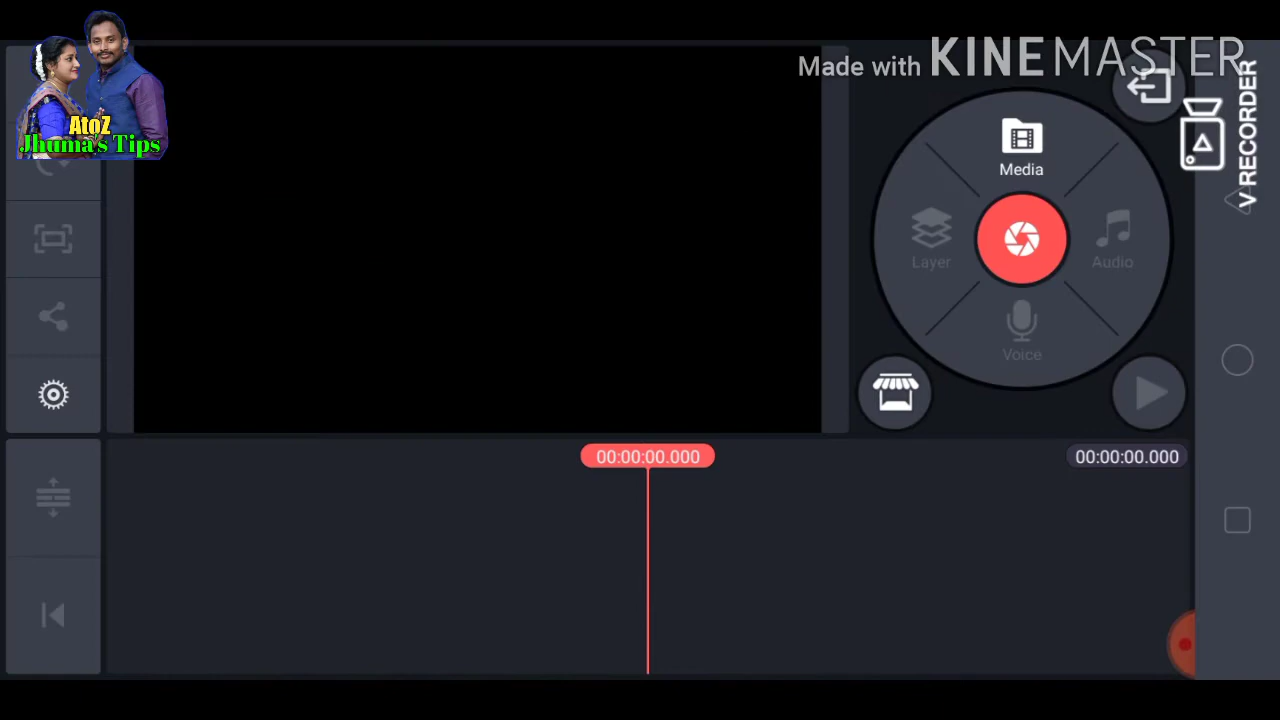 Made with KINEMASTER
V RECORDER
AtoZ
Jhuma's Tips
Media
Layer
Audio
Voice
00:00:00.000
00:00:00.000